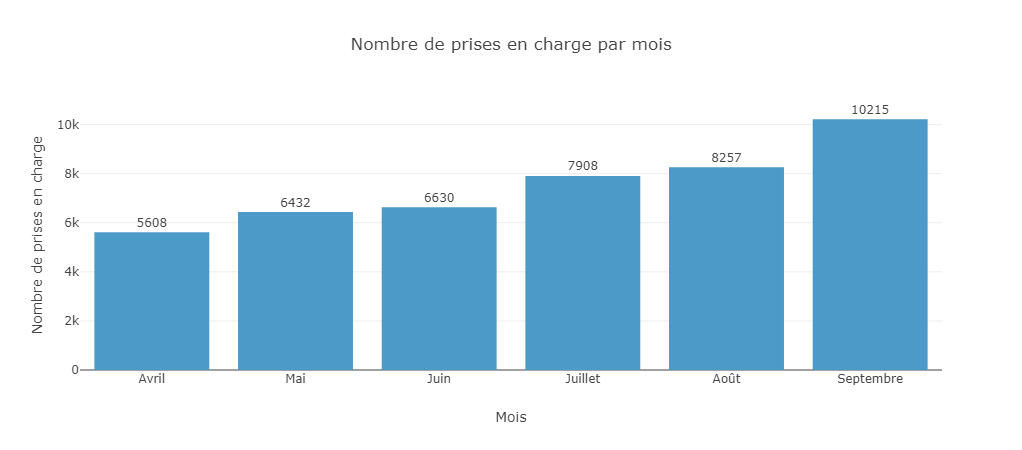 Nombre de prises en charge par mois
Nombre de prises en charge
10k
8k
6k
4k
2k
0
5608
6432
6630
7908
8257
10215
Avril
Mai
Juin
Juillet
Août
Septembre
Mois